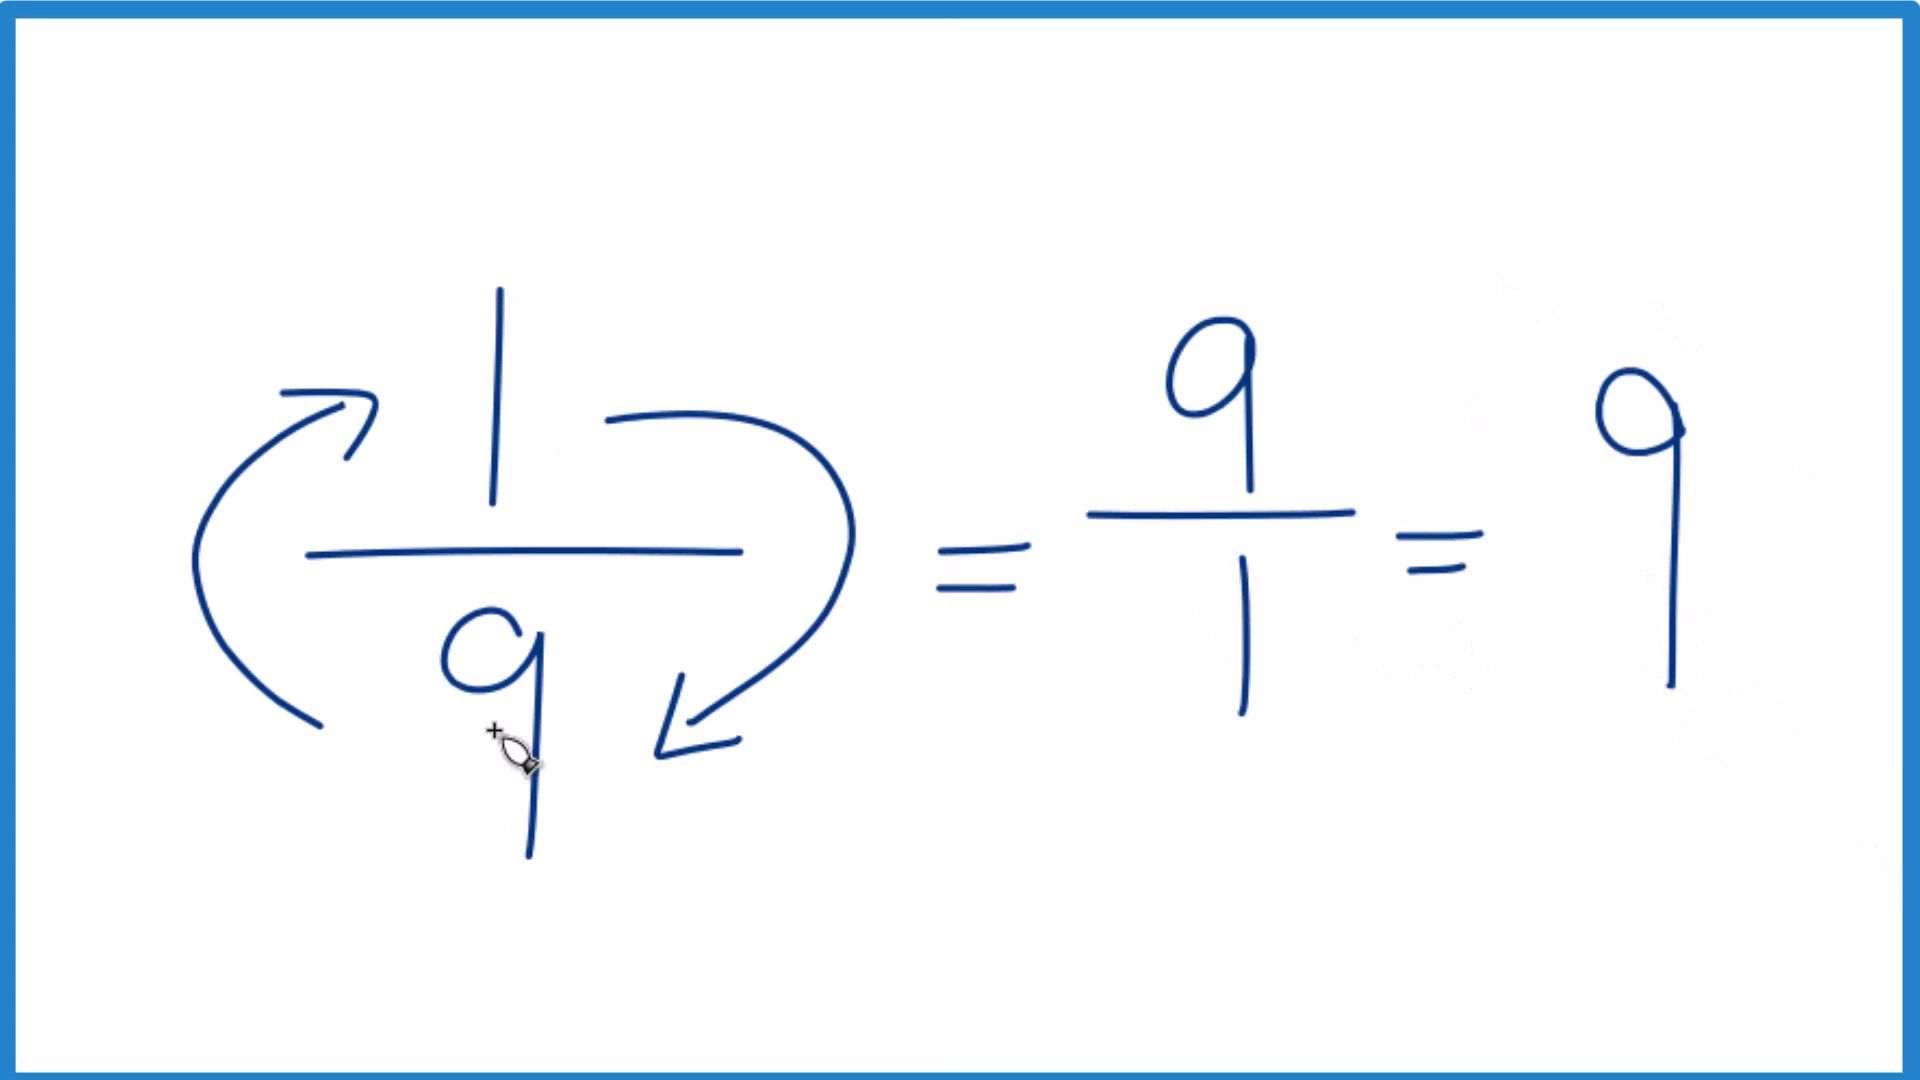 1/9 = 9/1 = 9